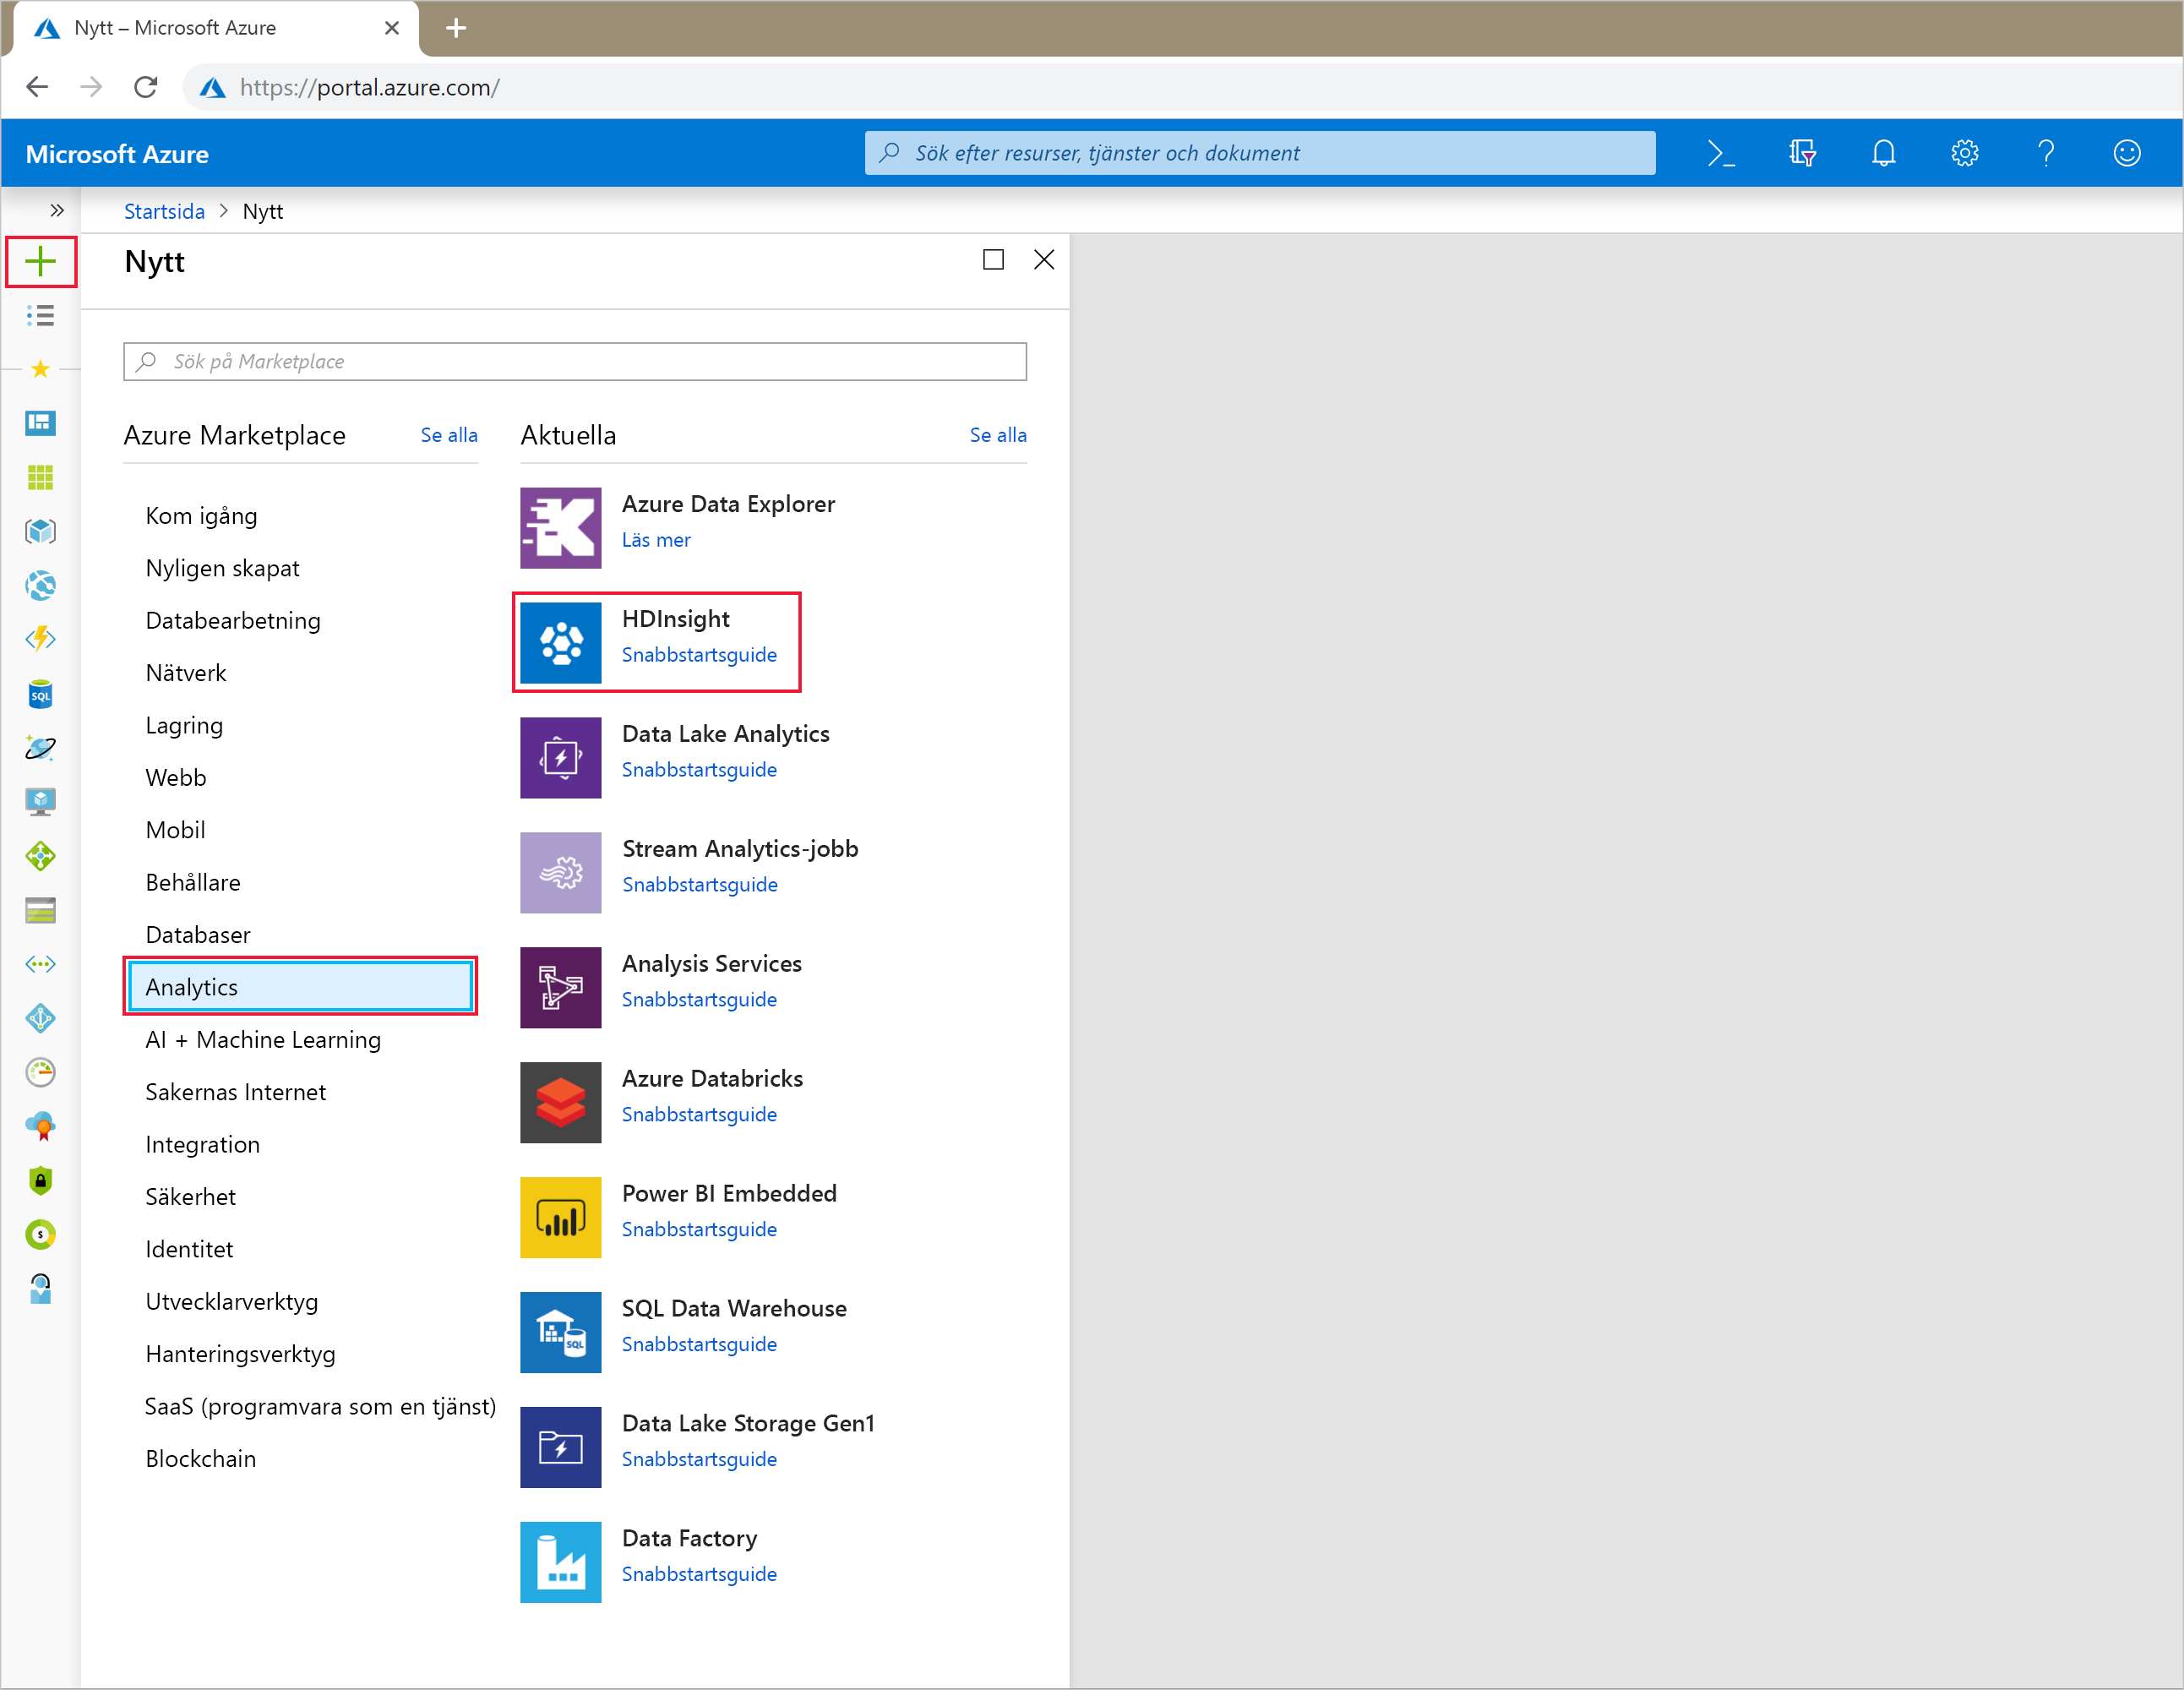 Nytt – Microsoft Azure
https://portal.azure.com/
Microsoft Azure
Sök efter resurser, tjänster och dokument
Startsida > Nytt
Nytt
Sök på Marketplace
Azure Marketplace
Se alla
Kom igång
Nyligen skapat
Databearbetning
Nätverk
Lagring
Webb
Mobil
Behållare
Databaser
Analytics
AI + Machine Learning
Sakernas Internet
Integration
Säkerhet
Identitet
Utvecklarverktyg
Hanteringsverktyg
SaaS (programvara som en tjänst)
Blockchain
Aktuella
Se alla
Azure Data Explorer
Läs mer
HDInsight
Snabbstartsguide
Data Lake Analytics
Snabbstartsguide
Stream Analytics-jobb
Snabbstartsguide
Analysis Services
Snabbstartsguide
Azure Databricks
Snabbstartsguide
Power BI Embedded
Snabbstartsguide
SQL Data Warehouse
Snabbstartsguide
SQL
Data Lake Storage Gen1
Snabbstartsguide
Data Factory
Snabbstartsguide
SQL